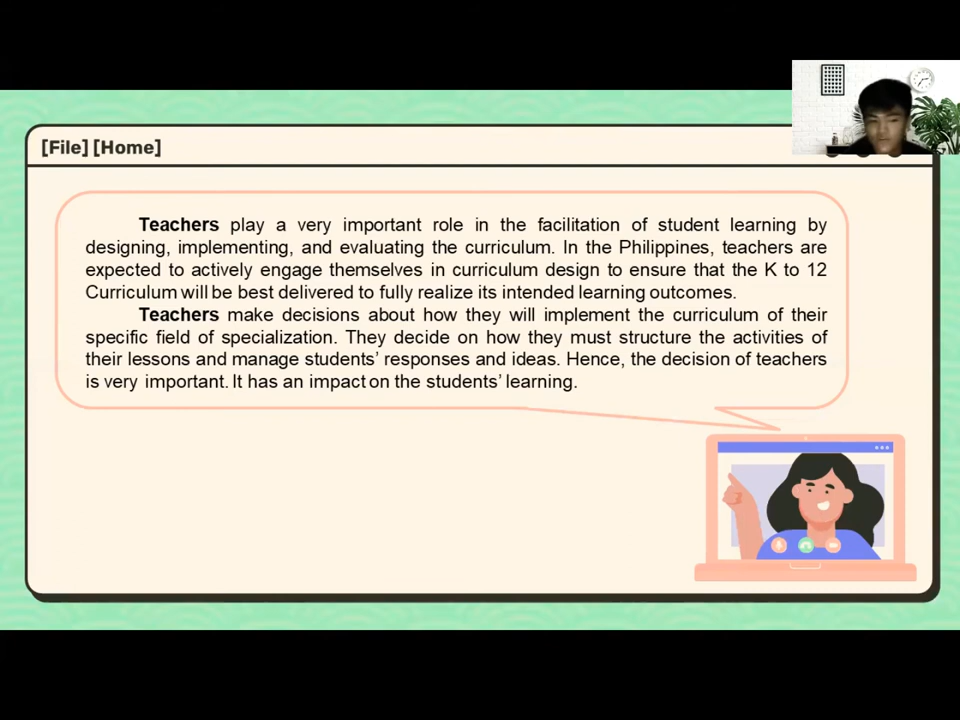 [File] [Home]
Teachers play a very important role in the facilitation of student learning by
designing, implementing, and evaluating the curriculum. In the Philippines, teachers are
expected to actively engage themselves in curriculum design to ensure that the K to 12
Curriculum will be best delivered to fully realize its intended learning outcomes.
Teachers make decisions about how they will implement the curriculum of their
specific field of specialization. They decide on how they must structure the activities of
their lessons and manage students' responses and ideas. Hence, the decision of teachers
is very important. It has an impact on the students' learning.